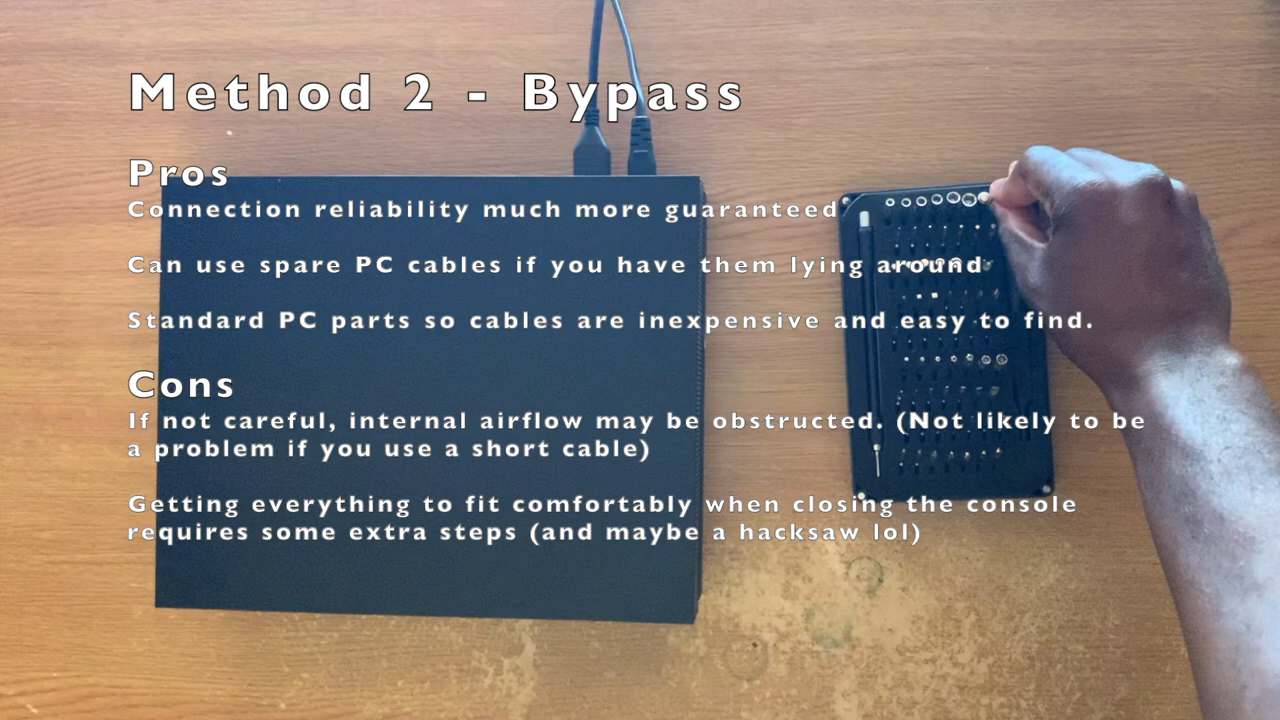 Method 2 - Bypass
Pros
Connection reliability much more guaranteed
Can use spare PC cables if you have them lying around
Standard PC parts so cables are inexpensive and easy to find.
Cons
If not careful, internal airflow may be obstructed. (Not likely to be
a problem if you use a short cable)
Getting everything to fit comfortably when closing the console
requires some extra steps (and maybe a hacksaw lol)